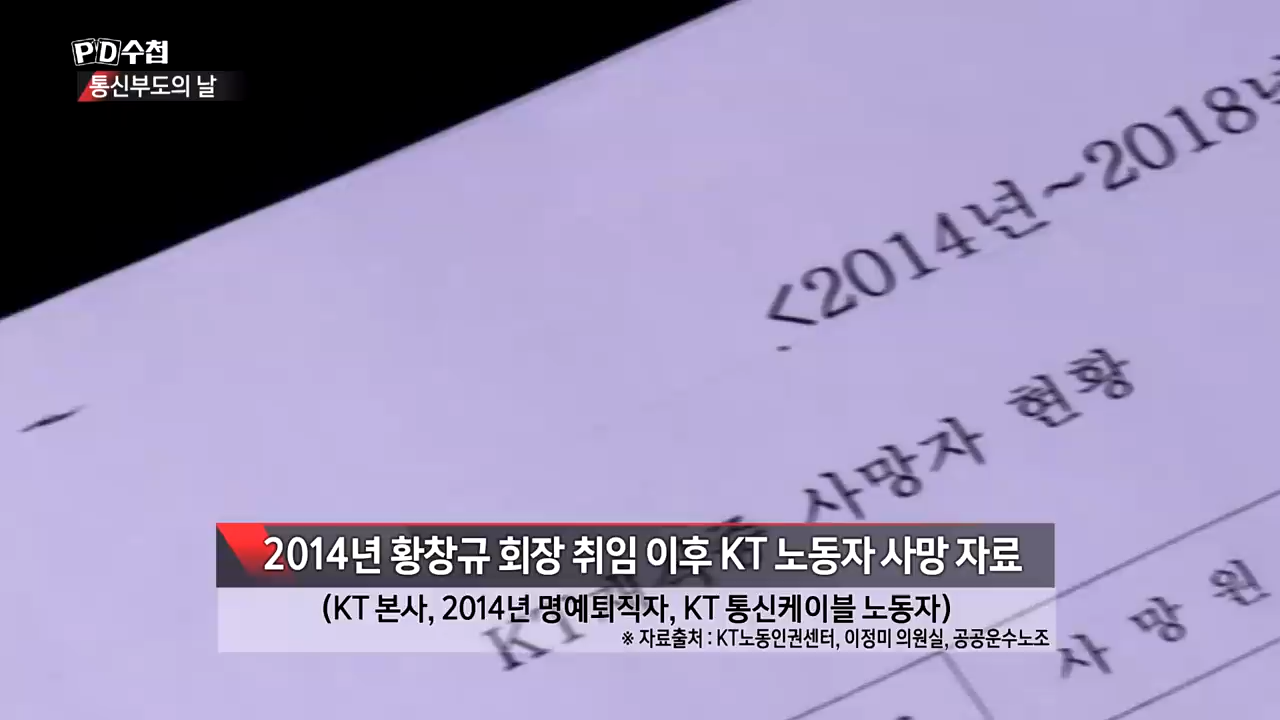 PD수첩
통신부도의 날
<2014년~2018년
사망자 현황
사 망 원
2014년 황창규 회장 취임 이후 KT 노동자 사망 자료
(KT 본사, 2014년 명예퇴직자, KT 통신케이블 노동자)
※ 자료출처 : KT노동인권센터, 이정미 의원실, 공공운수노조